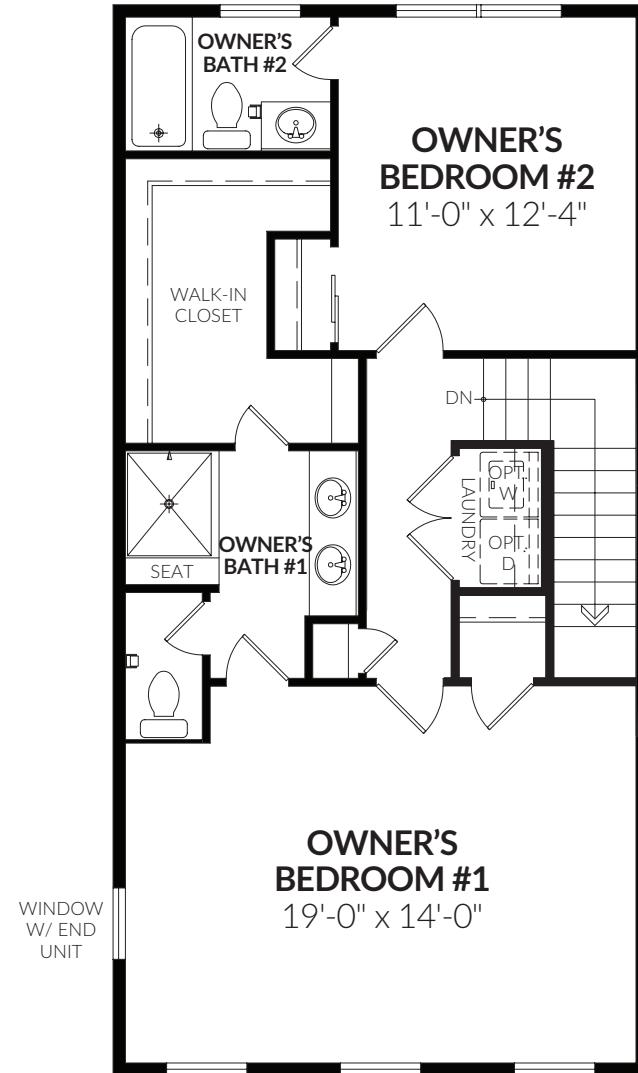 OWNER'S
BATH #2
OWNER'S
BEDROOM #2
11'-0" x 12'-4"
WALK-IN
CLOSET
DN
OPT.
W
LAUNDRY
OPT.
D
OWNER'S
BATH #1
SEAT
OWNER'S
BEDROOM #1
19'-0" x 14'-0"
WINDOW
W/ END
UNIT